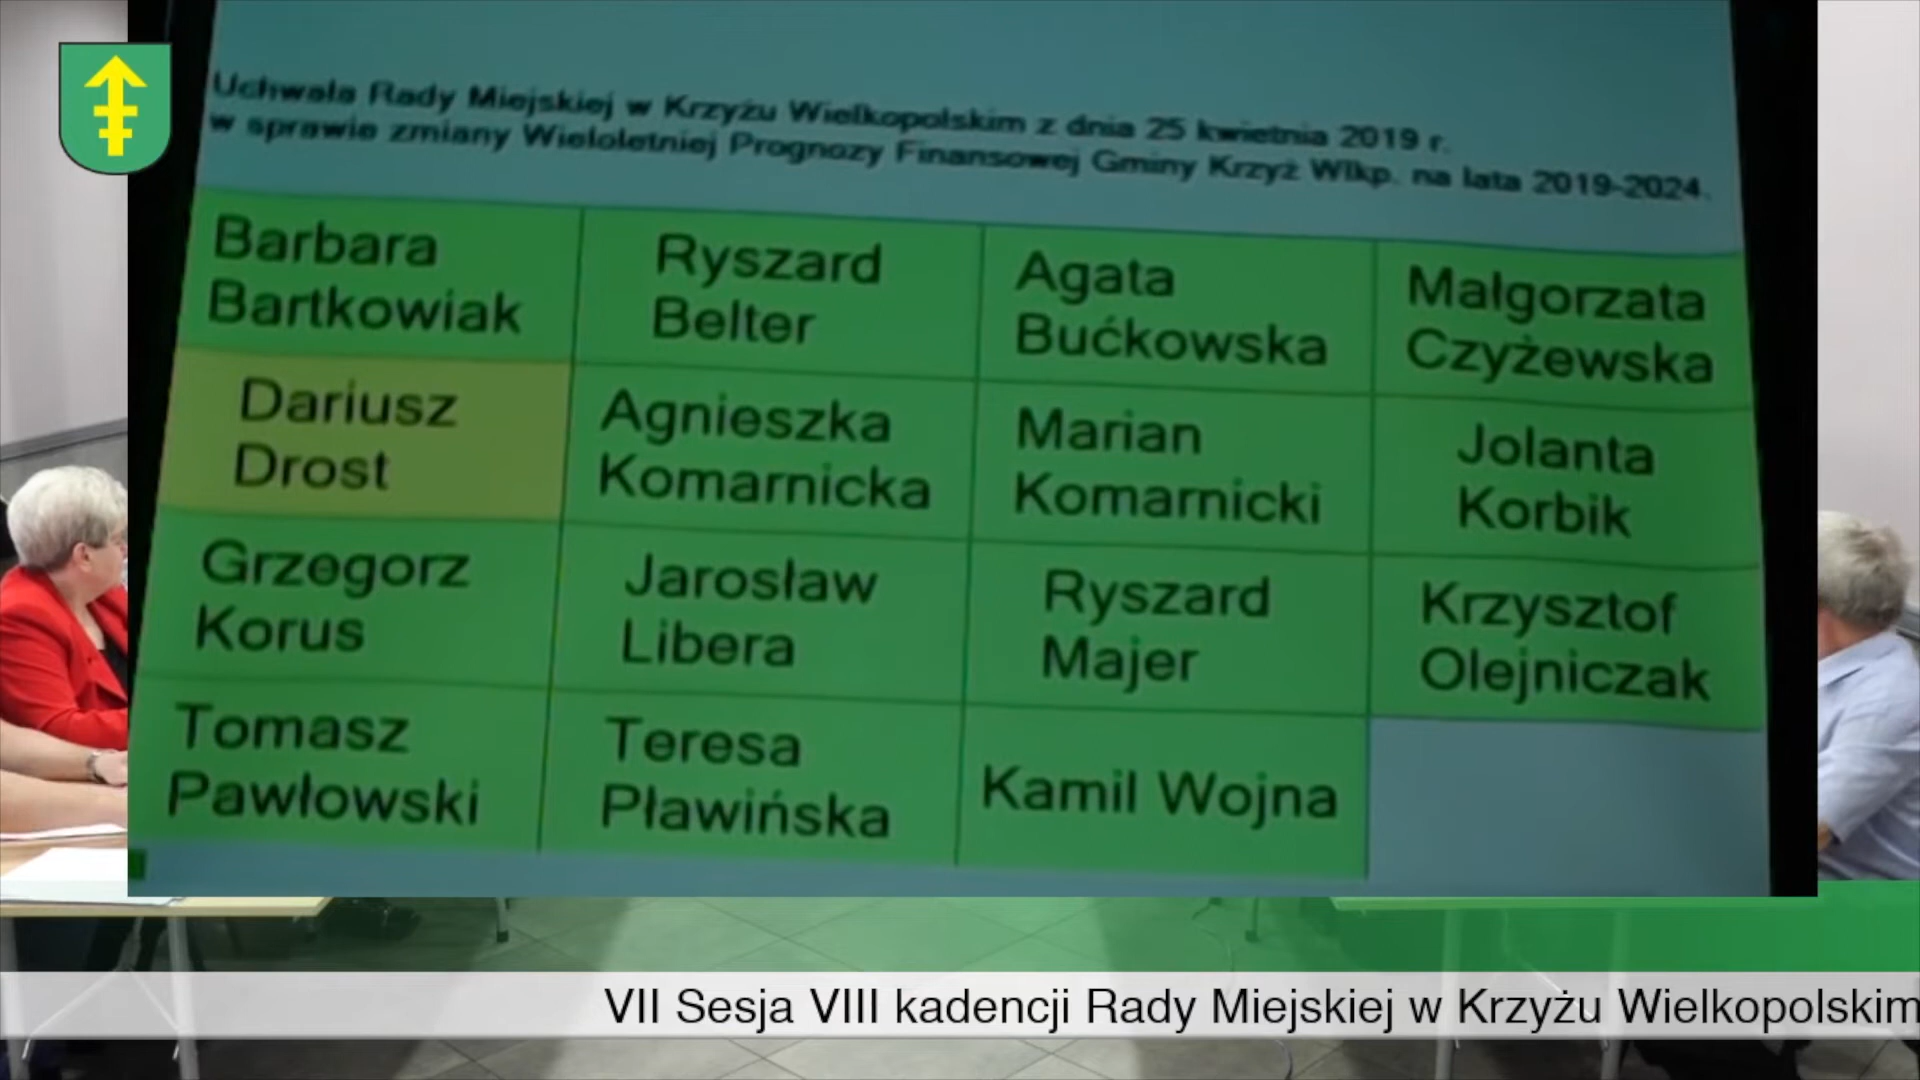 Uchwała Rady Miejskiej w Krzyżu Wielkopolskim z dnia 25 kwietnia 2019 r.
w sprawie zmiany Wieloletniej Prognozy Finansowej Gminy Krzyż Wlkp. na lata 2019-2024.
Barbara Bartkowiak
Ryszard Belter
Agata Bućkowska
Małgorzata Czyżewska
Dariusz Drost
Agnieszka Komarnicka
Marian Komarnicki
Jolanta Korbik
Grzegorz Korus
Jarosław Libera
Ryszard Majer
Krzysztof Olejniczak
Tomasz Pawłowski
Teresa Pławińska
Kamil Wojna
VII Sesja VIII kadencji Rady Miejskiej w Krzyżu Wielkopolskim